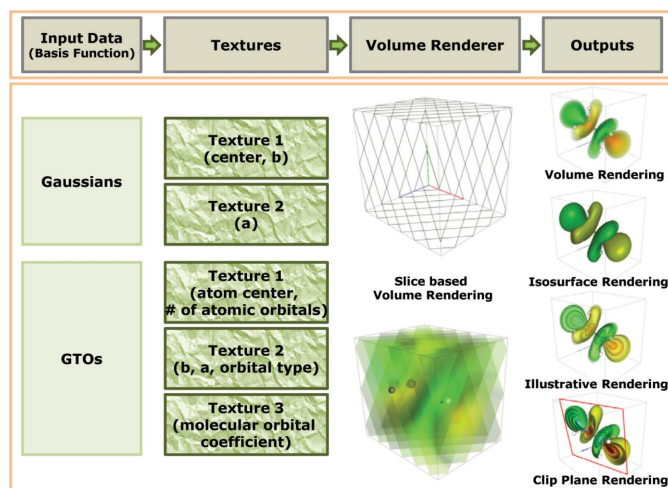 Input Data
(Basis Function)
Textures
Volume Renderer
Outputs
Gaussians
Texture 1
(center, b)
Texture 2
(a)
GTOs
Texture 1
(atom center,
# of atomic orbitals)
Texture 2
(b, a, orbital type)
Texture 3
(molecular orbital
coefficient)
Slice based
Volume Rendering
Volume Rendering
Isosurface Rendering
Illustrative Rendering
Clip Plane Rendering